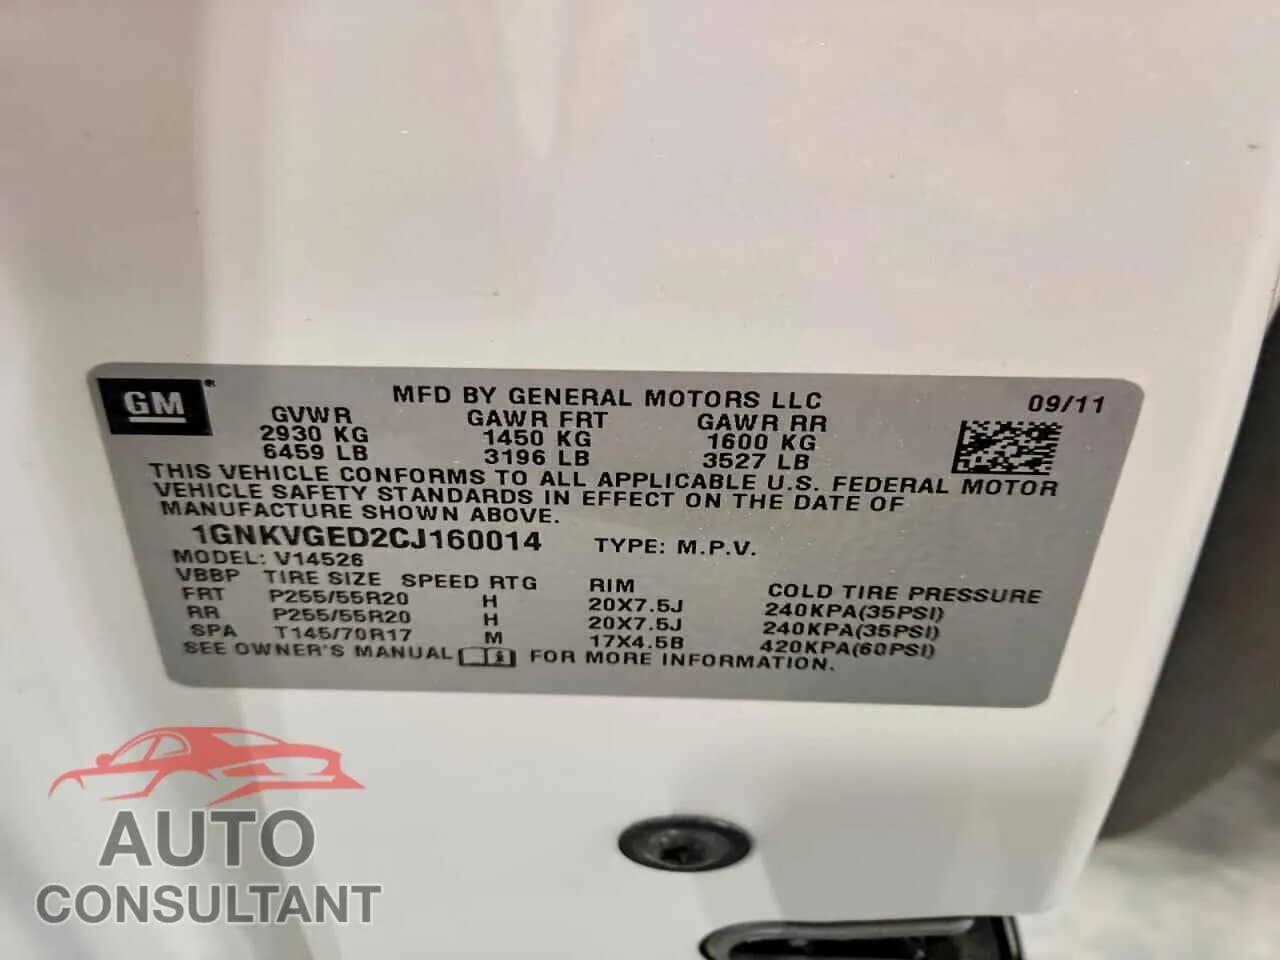 GM®
MFD BY GENERAL MOTORS LLC 09/11
GVWR GAWR FRT GAWR RR
2930 KG 1450 KG 1600 KG
6459 LB 3196 LB 3527 LB
THIS VEHICLE CONFORMS TO ALL APPLICABLE U.S. FEDERAL MOTOR
VEHICLE SAFETY STANDARDS IN EFFECT ON THE DATE OF
MANUFACTURE SHOWN ABOVE.
1GNKVGED2CJ160014 TYPE: M.P.V.
MODEL: V14526
VBBP TIRE SIZE SPEED RTG RIM COLD TIRE PRESSURE
FRT P255/55R20 H 20X7.5J 240KPA(35PSI)
RR P255/55R20 H 20X7.5J 240KPA(35PSI)
SPA T145/70R17 M 17X4.5B 420KPA(60PSI)
SEE OWNER'S MANUAL FOR MORE INFORMATION.
AUTO
CONSULTANT